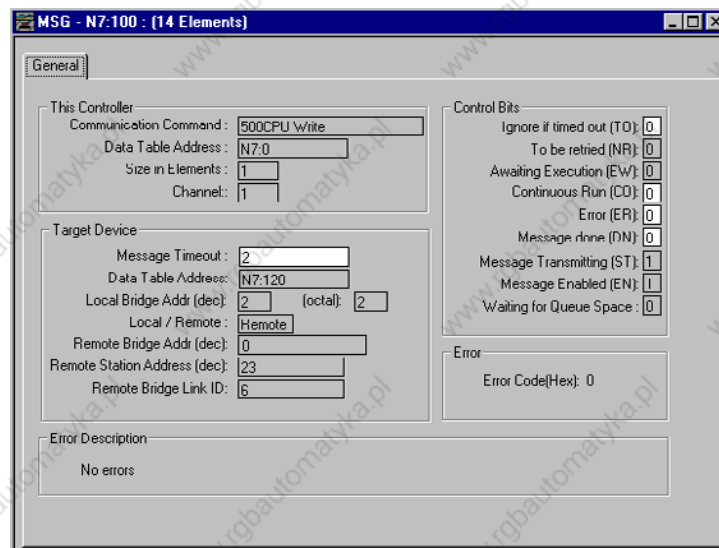 MSG - N7:100 : (14 Elements)
General
This Controller
Communication Command : 500CPU Write
Data Table Address : N7:0
Size in Elements : 1
Channel:: 1
Target Device
Message Timeout : 2
Data Table Address: N7:120
Local Bridge Addr (dec): 2 (octal): 2
Local / Remote : Remote
Remote Bridge Addr (dec): 0
Remote Station Address (dec): 23
Remote Bridge Link ID: 6
Control Bits
Ignore if timed out (TO): 0
To be retried (NR): 0
Awaiting Execution (EW): 0
Continuous Run (CO): 0
Error (ER): 0
Message done (DN): 0
Message Transmitting (ST): 1
Message Enabled (EN): 1
Waiting for Queue Space : 0
Error
Error Code(Hex): 0
Error Description
No errors
www.rgbautomatyka.pl